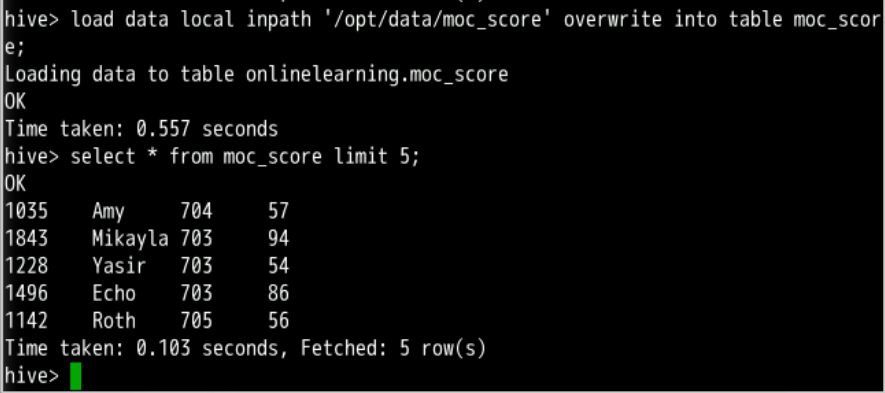 hive> load data local inpath '/opt/data/moc_score' overwrite into table moc_scor
e;
Loading data to table onlinelearning.moc_score
OK
Time taken: 0.557 seconds
hive> select * from moc_score limit 5;
OK
1035 Amy 704 57
1843 Mikayla 703 94
1228 Yasir 703 54
1496 Echo 703 86
1142 Roth 705 56
Time taken: 0.103 seconds, Fetched: 5 row(s)
hive>